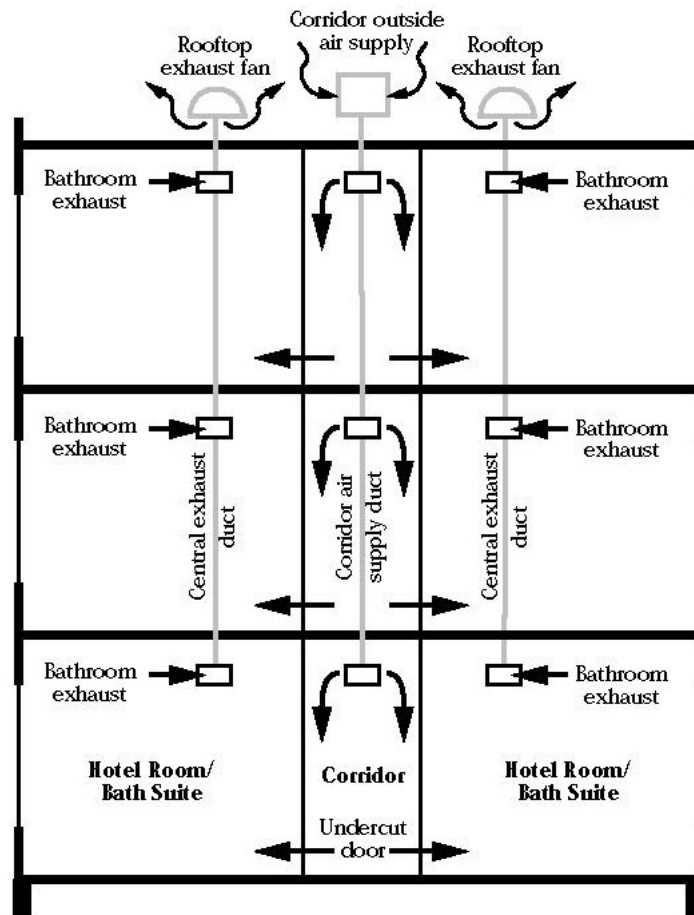 Corridor outside
air supply
Rooftop
exhaust fan
Rooftop
exhaust fan
Bathroom
exhaust
Bathroom
exhaust
Bathroom
exhaust
Bathroom
exhaust
Central exhaust
duct
Corridor air
supply duct
Central exhaust
duct
Bathroom
exhaust
Bathroom
exhaust
Hotel Room/
Bath Suite
Corridor
Hotel Room/
Bath Suite
Undercut
door